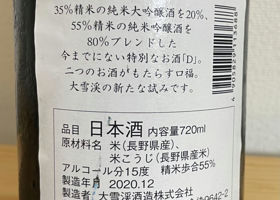 35%精米の純米大吟醸酒を20%、
55%精米の純米吟醸酒を
80%ブレンドした
今までにない特別なお酒「D」。
二つのお酒がもたらす口福。
大雪渓の新たな試みです。
品目 日本酒 内容量720ml
原材料名 米(長野県産)、
米こうじ(長野県産米)
アルコール分15度 精米歩合55%
製造年月 2020.12
製造者 大雪渓酒造株式会社
9642-2